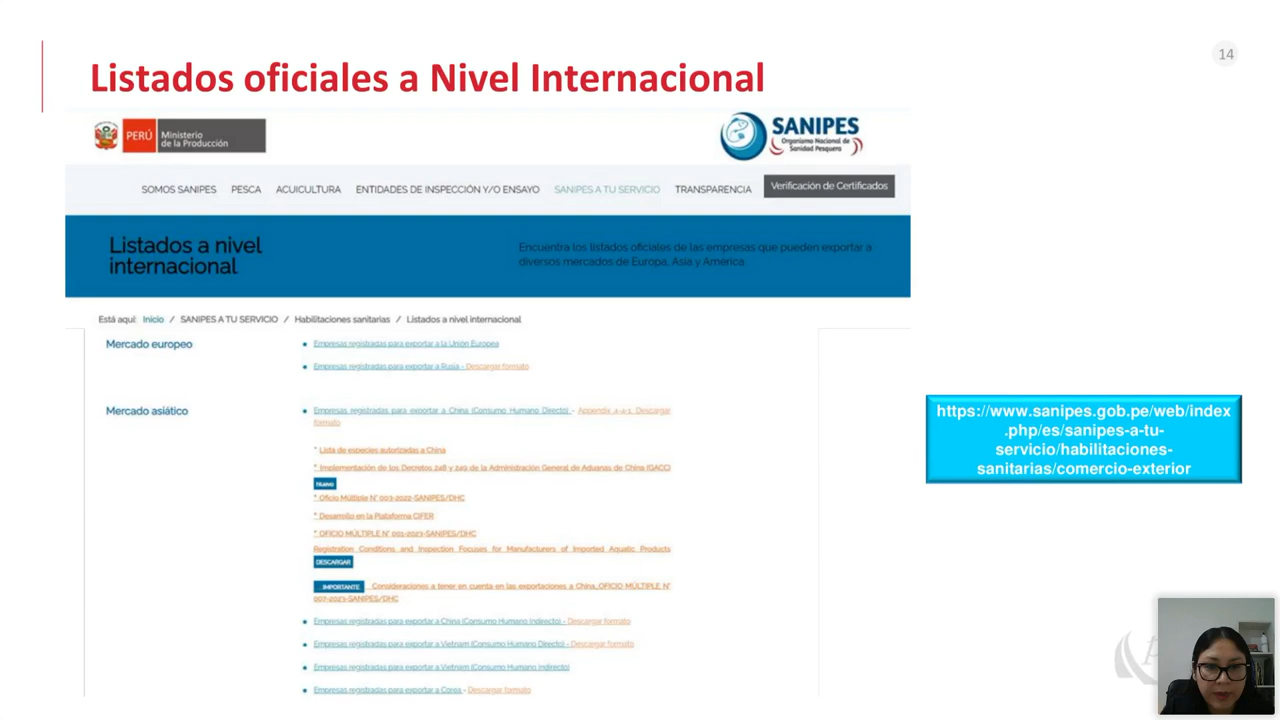 14
Listados oficiales a Nivel Internacional
PERÚ
Ministerio
de la Producción
SANIPES
Organismo Nacional de
Sanidad Pesquera
SOMOS SANIPES PESCA ACUICULTURA ENTIDADES DE INSPECCIÓN Y/O ENSAYO SANIPES A TU SERVICIO TRANSPARENCIA Verificación de Certificados
Listados a nivel
internacional
Encuentra los listados oficiales de las empresas que pueden exportar a
diversos mercados de Europa, Asia y America.
Está aquí: Inicio / SANIPES A TU SERVICIO / Habilitaciones sanitarias / Listados a nivel internacional
Mercado europeo
Empresas registradas para exportar a la Unión Europea
Empresas registradas para exportar a Rusia - Descargar formato
Mercado asiático
Empresas registradas para exportar a China (Consumo Humano Directo) - Appendix 4-4-1, Descargar
formato
* Lista de especies autorizadas a China
* Implementación de los Decretos 248 y 249 de la Administración General de Aduanas de China (GACC)
Nuevo
* Oficio Múltiple N° 003-2022-SANIPES/DHC
* Desarrollo en la Plataforma CIFER
* OFICIO MÚLTIPLE N° 001-2023-SANIPES/DHC
Registration Conditions and Inspection Focuses for Manufacturers of Imported Aquatic Products
DESCARGAR
IMPORTANTE Consideraciones a tener en cuenta en las exportaciones a China_OFICIO MÚLTIPLE N°
007-2023-SANIPES/DHC
Empresas registradas para exportar a China (Consumo Humano Indirecto) - Descargar formato
Empresas registradas para exportar a Vietnam (Consumo Humano Directo) - Descargar formato
Empresas registradas para exportar a Vietnam (Consumo Humano Indirecto)
Empresas registradas para exportar a Corea - Descargar formato
https://www.sanipes.gob.pe/web/index
.php/es/sanipes-a-tu-
servicio/habilitaciones-
sanitarias/comercio-exterior